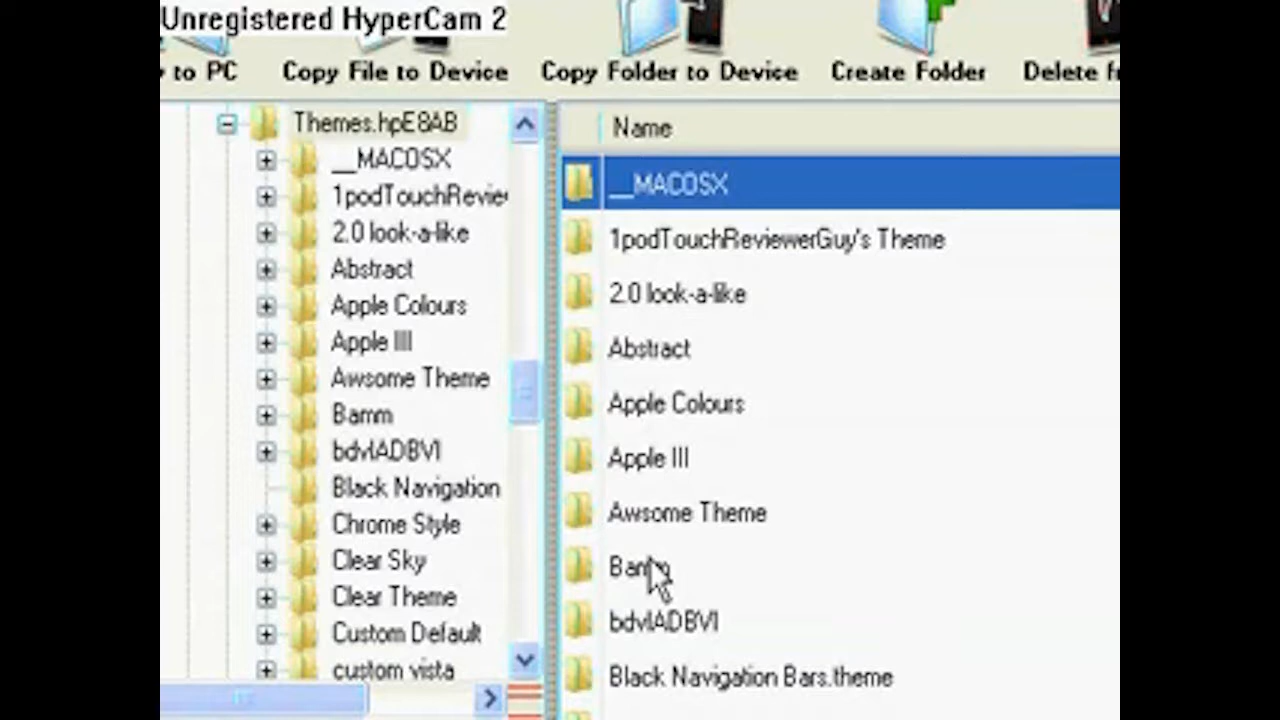 Unregistered HyperCam 2
to PC
Copy File to Device
Copy Folder to Device
Create Folder
Delete
Themes.hpE8AB
__MACOSX
1podTouchRevie
2.0 look-a-like
Abstract
Apple Colours
Apple III
Awsome Theme
Bamm
bdvlADBVI
Black Navigation
Chrome Style
Clear Sky
Clear Theme
Custom Default
custom vista
Name
__MACOSX
1podTouchReviewerGuy's Theme
2.0 look-a-like
Abstract
Apple Colours
Apple III
Awsome Theme
Bamm
bdvlADBVI
Black Navigation Bars.theme